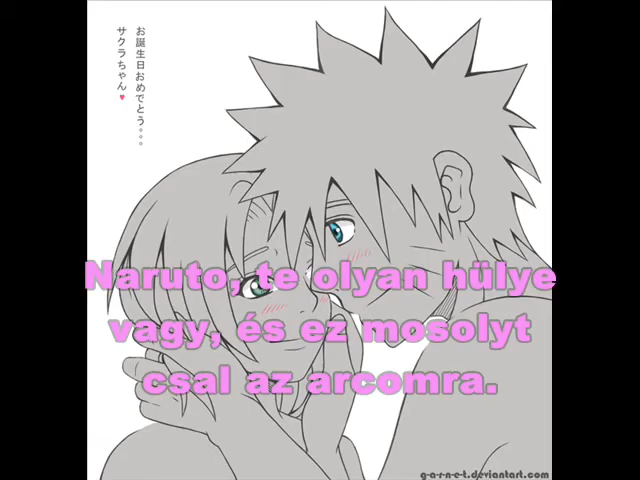 お誕生日おめでとう。。。
サクラちゃん♥
Naruto, te olyan hülye
vagy, és ez mosolyt
csal az arcomra.
g-a-r-n-e-t.deviantart.com